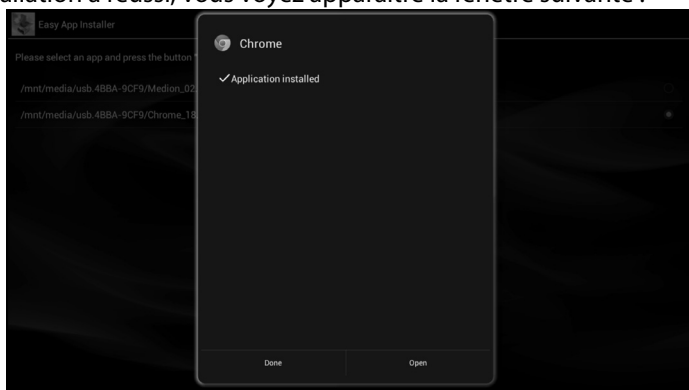 allation a réussi, vous voyez apparaître la fenêtre suivante :
Easy App Installer
Please select an app and press the button "
/mnt/media/usb.4BBA-9CF9/Medion_02
/mnt/media/usb.4BBA-9CF9/Chrome_18
Chrome
Application installed
Done
Open